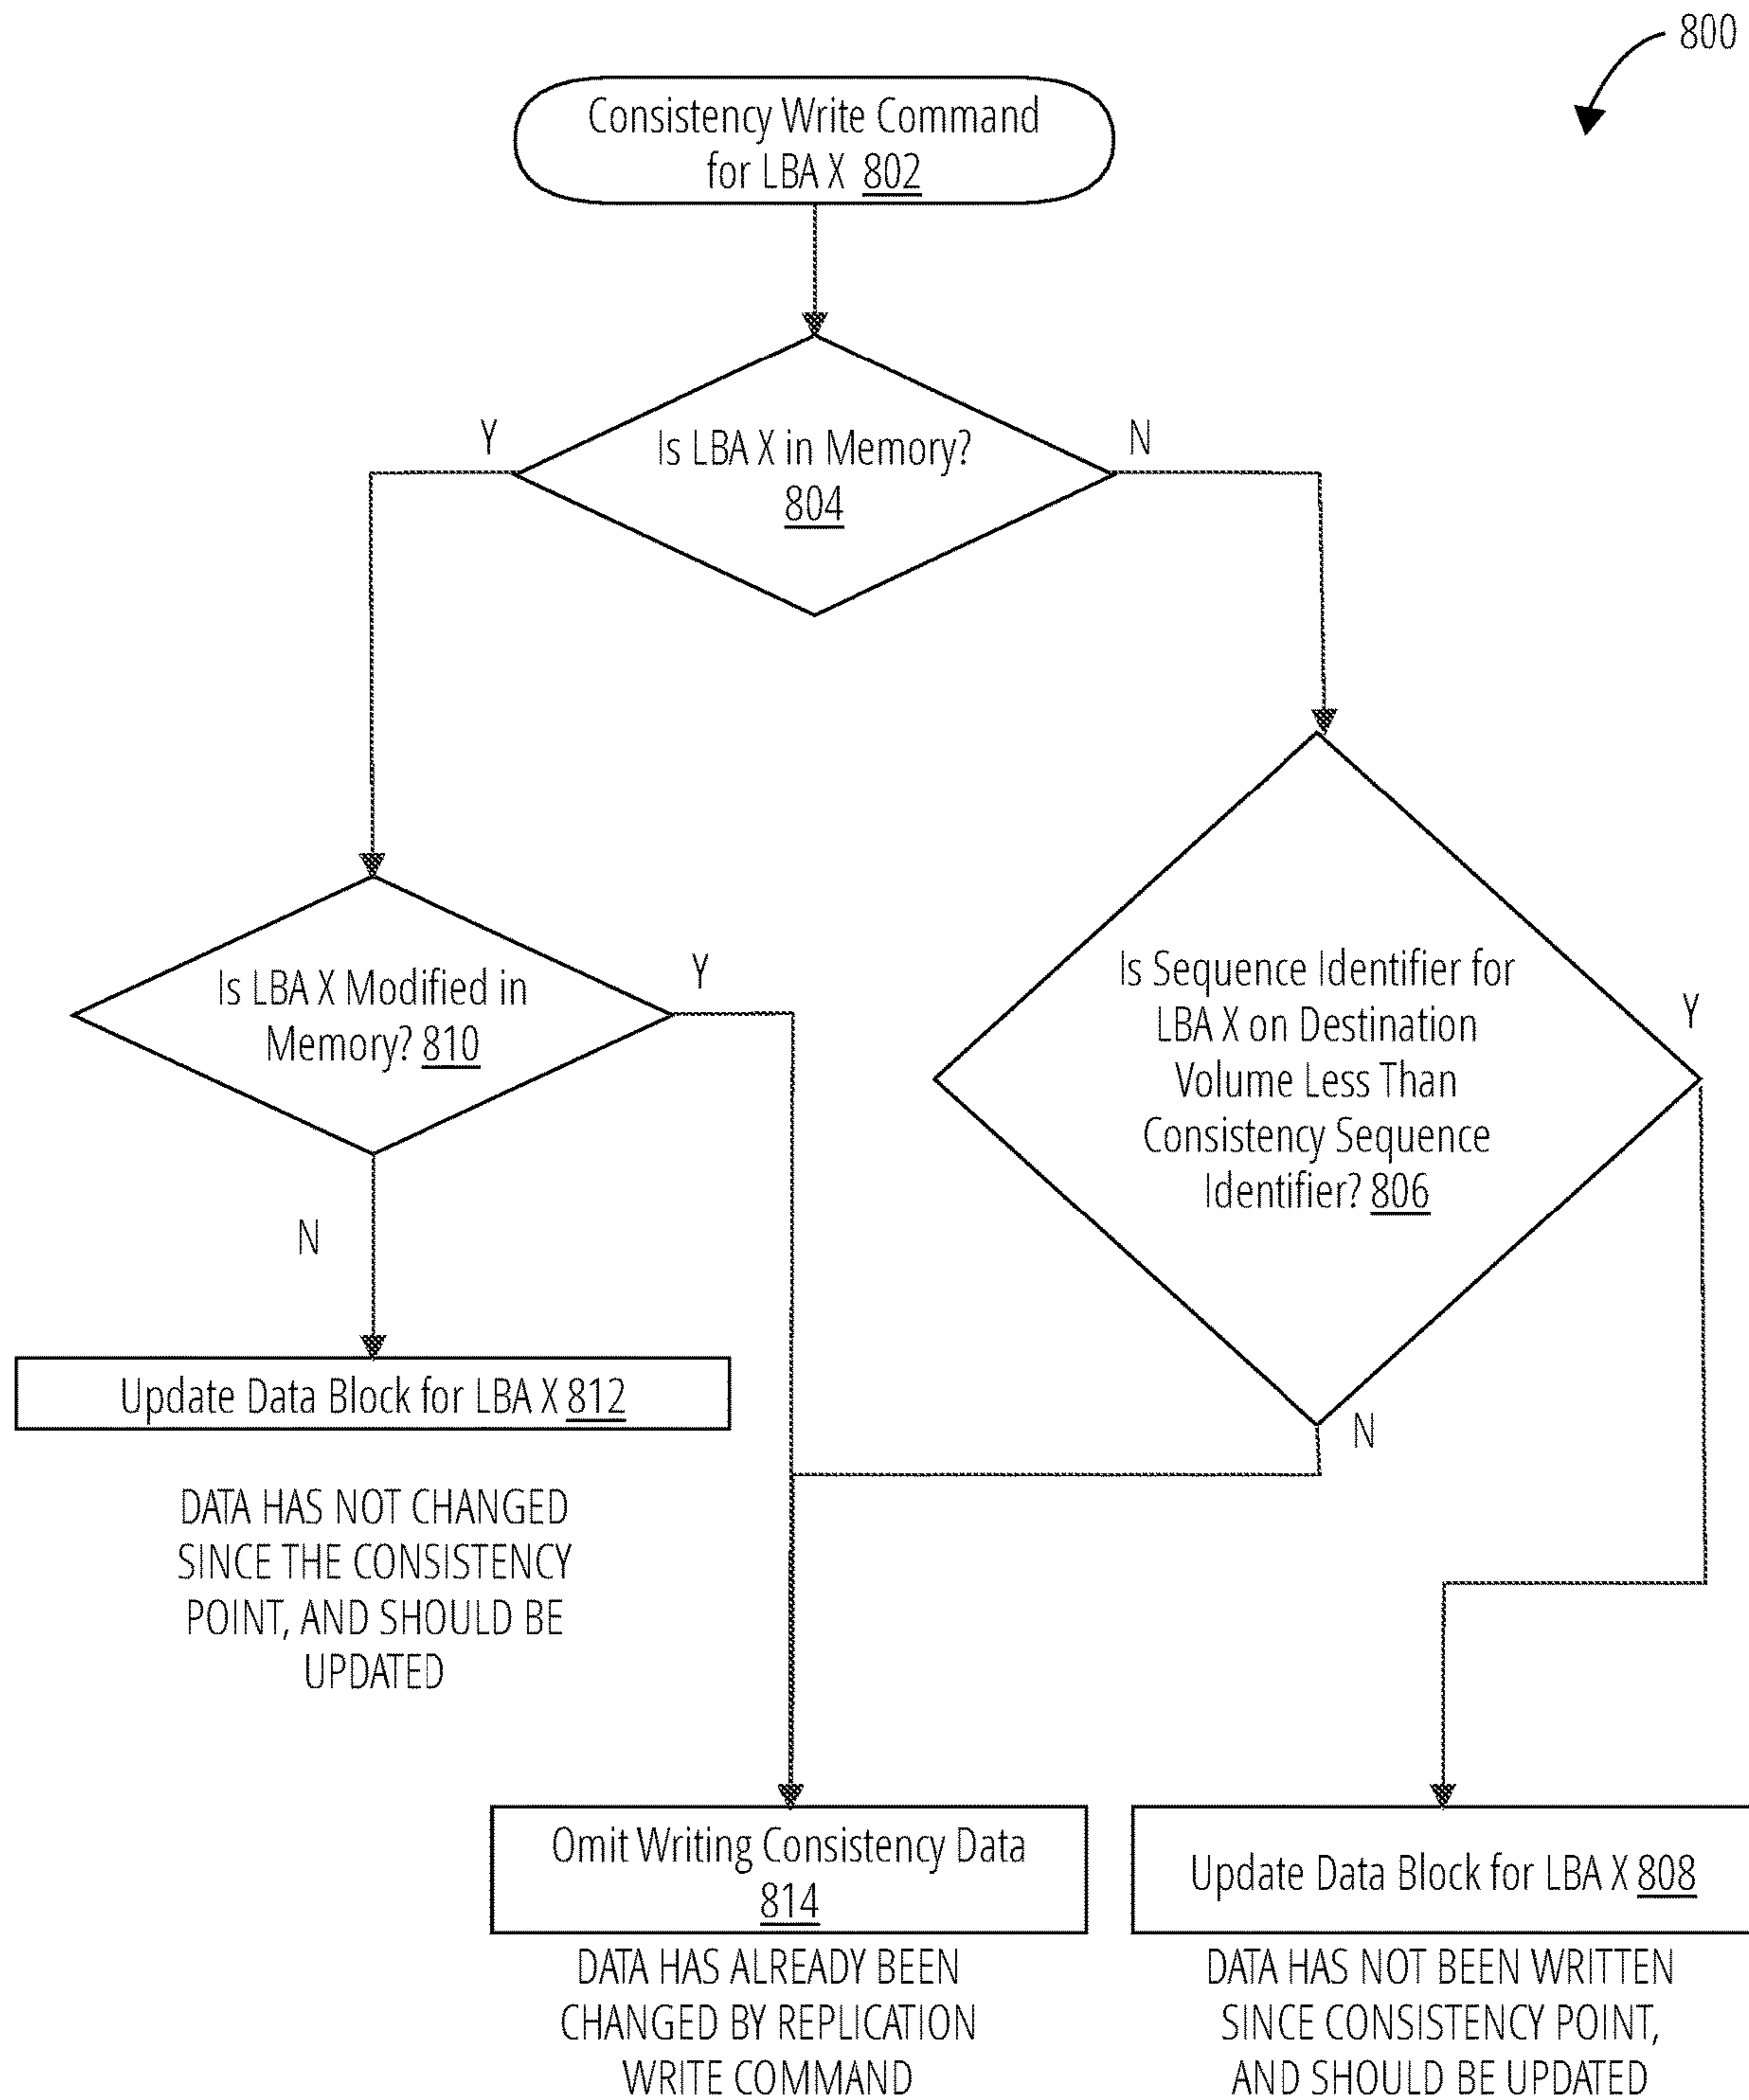 800
Consistency Write Command
for LBA X 802
Is LBA X in Memory?
804
Y
N
Is LBA X Modified in
Memory? 810
Y
N
Is Sequence Identifier for
LBA X on Destination
Volume Less Than
Consistency Sequence
Identifier? 806
Y
N
Update Data Block for LBA X 812
DATA HAS NOT CHANGED
SINCE THE CONSISTENCY
POINT, AND SHOULD BE
UPDATED
Omit Writing Consistency Data
814
DATA HAS ALREADY BEEN
CHANGED BY REPLICATION
WRITE COMMAND
Update Data Block for LBA X 808
DATA HAS NOT BEEN WRITTEN
SINCE CONSISTENCY POINT,
AND SHOULD BE UPDATED